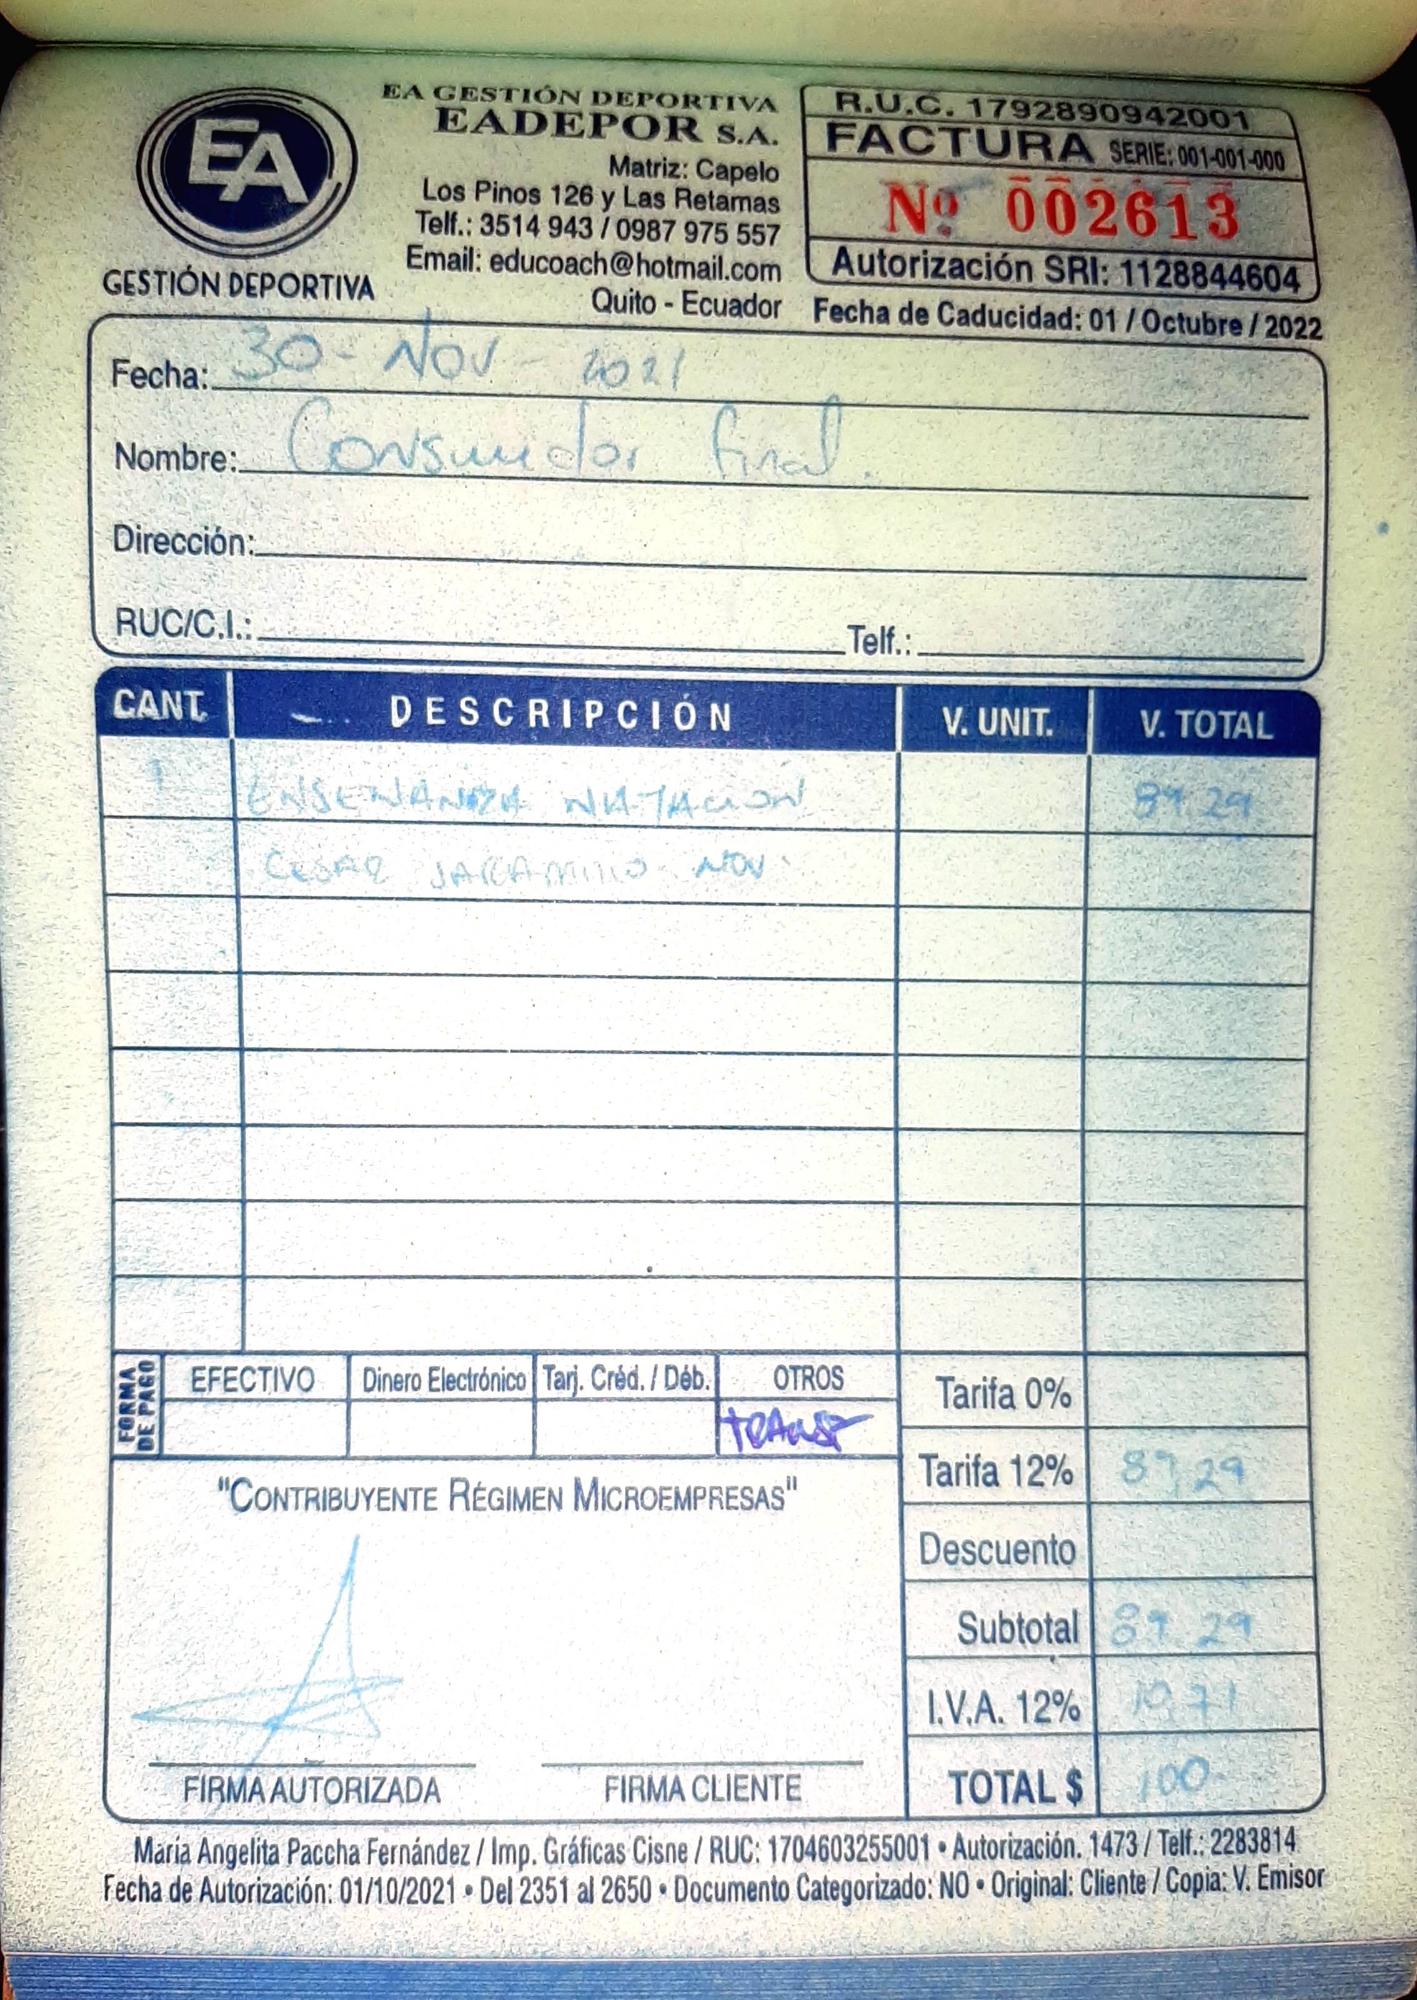 EA
GESTIÓN DEPORTIVA
EA GESTIÓN DEPORTIVA
EADEPOR S.A.
Matriz: Capelo
Los Pinos 126 y Las Retamas
Telf.: 3514 943 / 0987 975 557
Email: educoach@hotmail.com
Quito - Ecuador
R.U.C. 1792890942001
FACTURA SERIE: 001-001-000
Nº 002613
Autorización SRI: 1128844604
Fecha de Caducidad: 01 / Octubre / 2022
Fecha: 30 - Nov - 2021
Nombre: Consumidor final.
Dirección:
RUC/C.I.: Telf.:
CANT. DESCRIPCIÓN V. UNIT. V. TOTAL
1 ENSENANZA NATACION 89.29
CESAR JARAMILLO - NOV.
FORMA DE PAGO
EFECTIVO Dinero Electrónico Tarj. Créd. / Déb. OTROS
TRANSF
Tarifa 0%
Tarifa 12% 89.29
Descuento
Subtotal 89.29
I.V.A. 12% 10.71
TOTAL $ 100-
"CONTRIBUYENTE RÉGIMEN MICROEMPRESAS"
FIRMA AUTORIZADA FIRMA CLIENTE
María Angelita Paccha Fernández / Imp. Gráficas Cisne / RUC: 1704603255001 • Autorización. 1473 / Telf.: 2283814
Fecha de Autorización: 01/10/2021 • Del 2351 al 2650 • Documento Categorizado: NO • Original: Cliente / Copia: V. Emisor